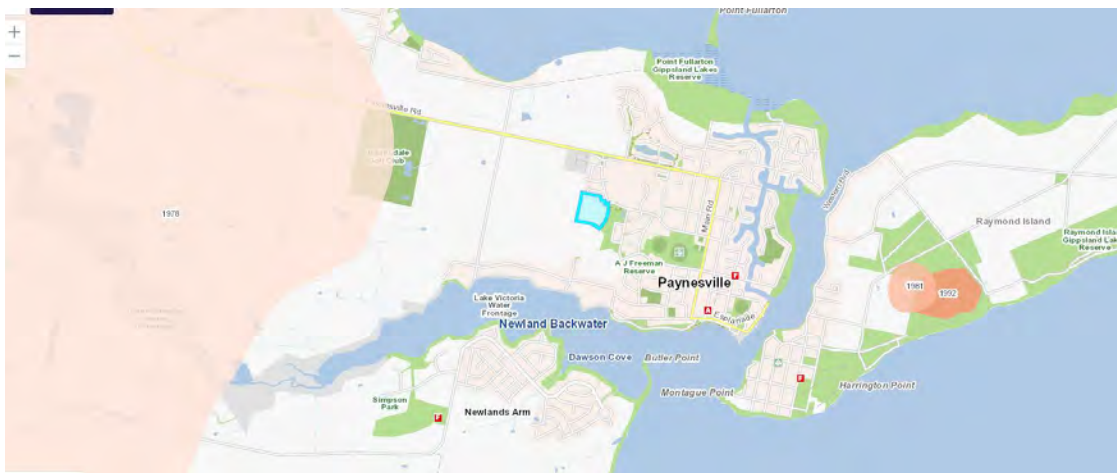 Point Fullarton
+
−
Point Fullarton
Gippsland Lakes
Reserve
Paynesville Rd
Golf Club
1978
Main Rd
Raymond Island
Raymond Islan
Gippsland Lake
Reserve
A J Freeman
Reserve
Paynesville
F
1981
1992
Lake Victoria
Water
Frontage
Newland Backwater
A
Esplanade
Dawson Cove
Butler Point
Montague Point
F
Harrington Point
Simpson
Park
F
Newlands Arm